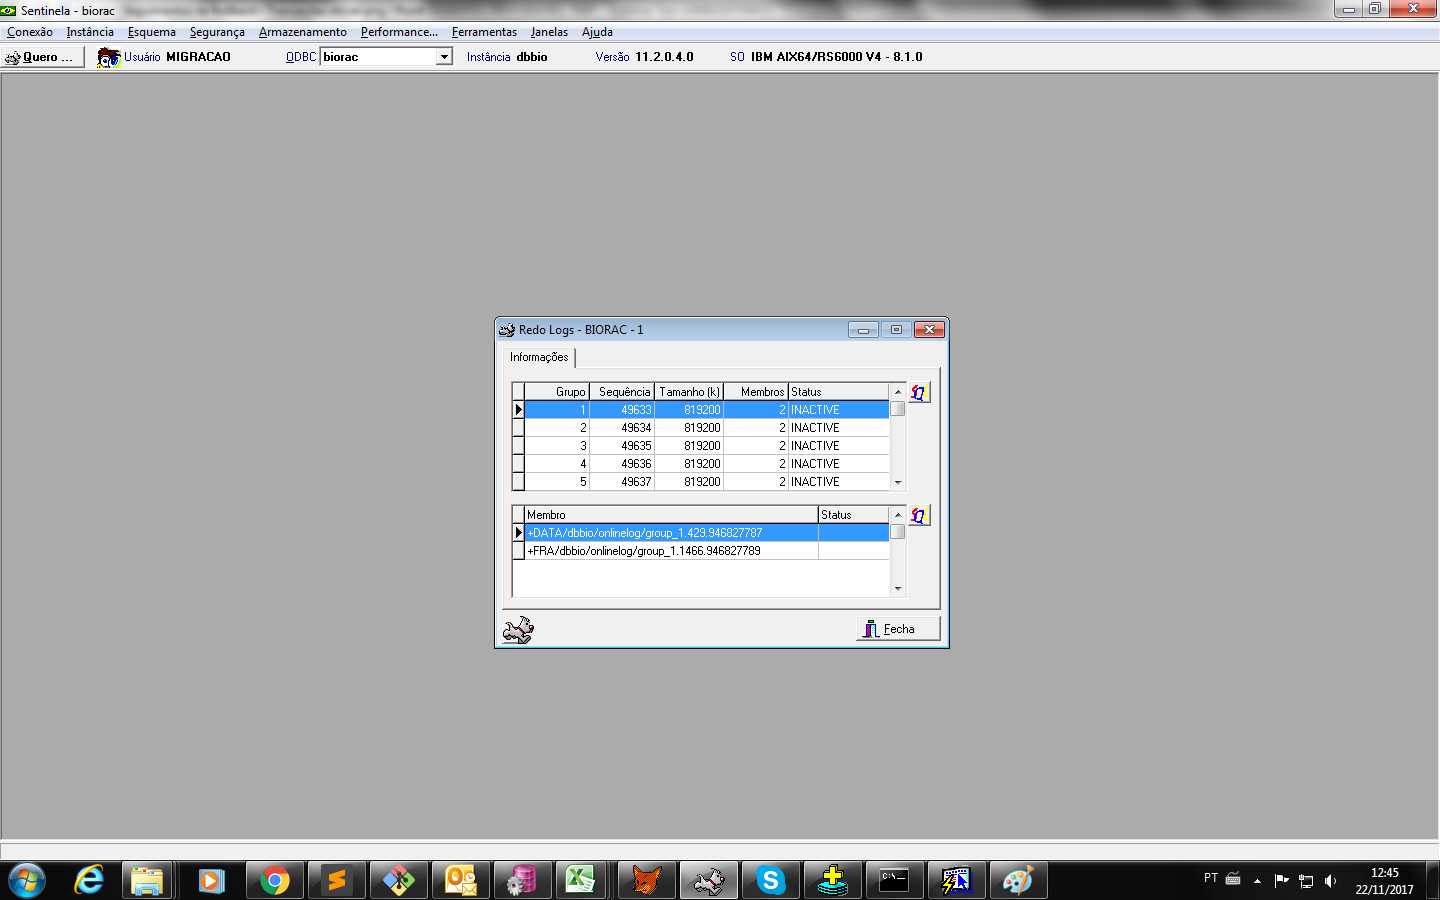 Sentinela - biorac
Conexão Instância Esquema Segurança Armazenamento Performance... Ferramentas Janelas Ajuda
Quero ... Usuário MIGRACAO ODBC biorac Instância dbbio Versão 11.2.0.4.0 SO IBM AIX64/RS6000 V4 - 8.1.0
Redo Logs - BIORAC - 1
Informações
Grupo Sequência Tamanho (k) Membros Status
1 49633 819200 2 INACTIVE
2 49634 819200 2 INACTIVE
3 49635 819200 2 INACTIVE
4 49636 819200 2 INACTIVE
5 49637 819200 2 INACTIVE
Membro Status
+DATA/dbbio/onlinelog/group_1.429.946827787
+FRA/dbbio/onlinelog/group_1.1466.946827789
Fecha
PT
12:45
22/11/2017